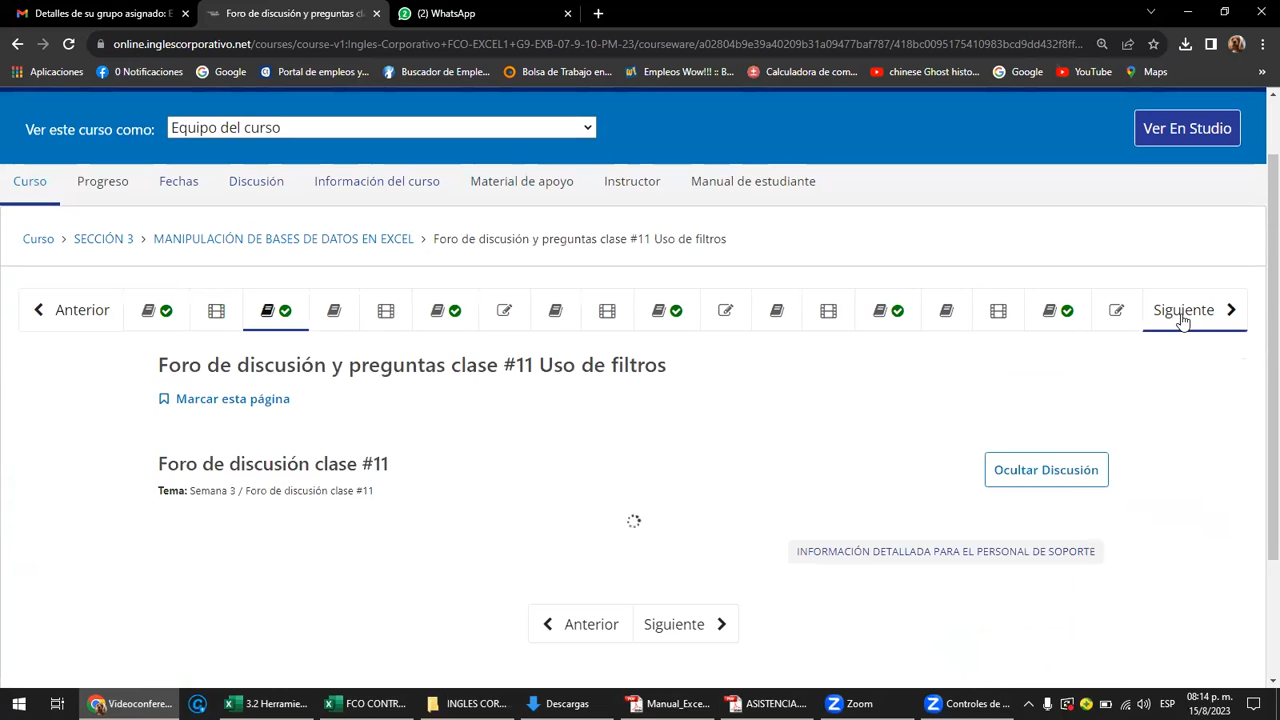 Detalles de su grupo asignado: E
Foro de discusión y preguntas cl
(2) WhatsApp
online.inglescorporativo.net/courses/course-v1:Ingles-Corporativo+FCO-EXCEL1+G9-EXB-07-9-10-PM-23/courseware/a02804b9e39a40209b31a09477baf787/418bc0095175410983bcd9dd432f8ff...
Aplicaciones
0 Notificaciones
Google
Portal de empleos y...
Buscador de Emple...
Bolsa de Trabajo en...
Empleos Wow!!! :: B...
Calculadora de com...
chinese Ghost histo...
Google
YouTube
Maps
Ver este curso como:
Equipo del curso
Ver En Studio
Curso
Progreso
Fechas
Discusión
Información del curso
Material de apoyo
Instructor
Manual de estudiante
Curso > SECCIÓN 3 > MANIPULACIÓN DE BASES DE DATOS EN EXCEL > Foro de discusión y preguntas clase #11 Uso de filtros
Anterior
Siguiente
Foro de discusión y preguntas clase #11 Uso de filtros
Marcar esta página
Foro de discusión clase #11
Ocultar Discusión
Tema: Semana 3 / Foro de discusión clase #11
INFORMACIÓN DETALLADA PARA EL PERSONAL DE SOPORTE
Anterior
Siguiente
Videoconfere...
3.2 Herramie...
FCO CONTR...
INGLES COR...
Descargas
Manual_Exce...
ASISTENCIA....
Zoom
Controles de ...
ESP
08:14 p. m.
15/8/2023